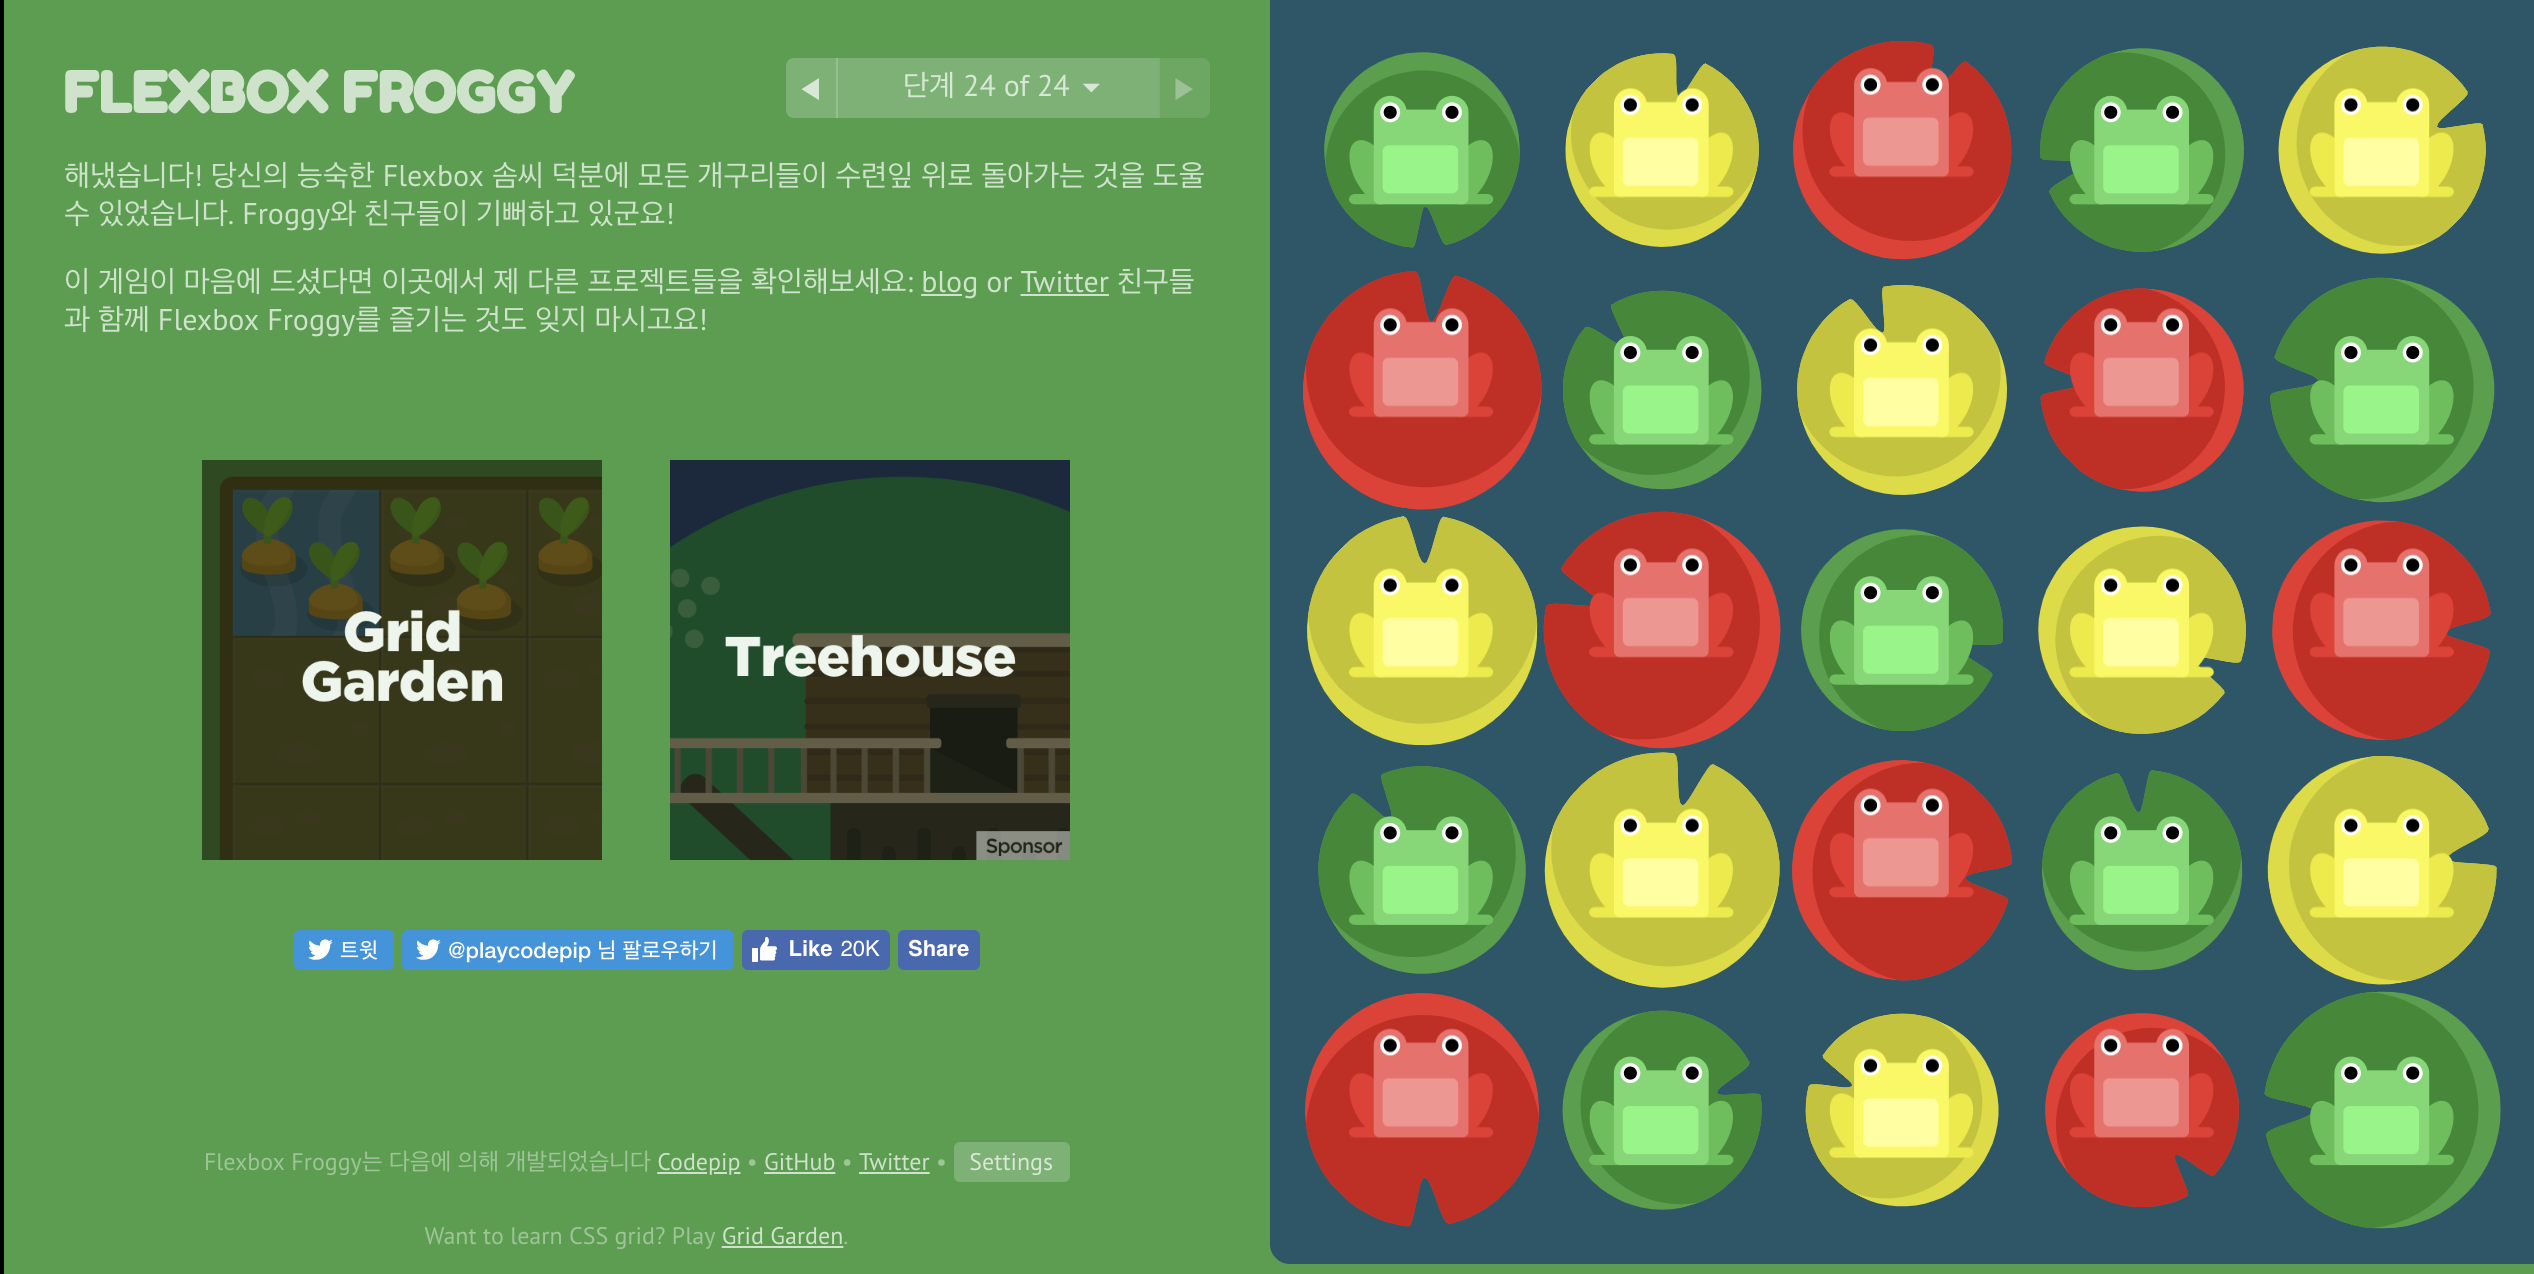 FLEXBOX FROGGY
단계 24 of 24
해냈습니다! 당신의 능숙한 Flexbox 솜씨 덕분에 모든 개구리들이 수련잎 위로 돌아가는 것을 도울
수 있었습니다. Froggy와 친구들이 기뻐하고 있군요!
이 게임이 마음에 드셨다면 이곳에서 제 다른 프로젝트들을 확인해보세요: blog or Twitter 친구들
과 함께 Flexbox Froggy를 즐기는 것도 잊지 마시고요!
Grid
Garden
Treehouse
Sponsor
트윗
@playcodepip 님 팔로우하기
Like 20K
Share
Flexbox Froggy는 다음에 의해 개발되었습니다 Codepip • GitHub • Twitter • Settings
Want to learn CSS grid? Play Grid Garden.